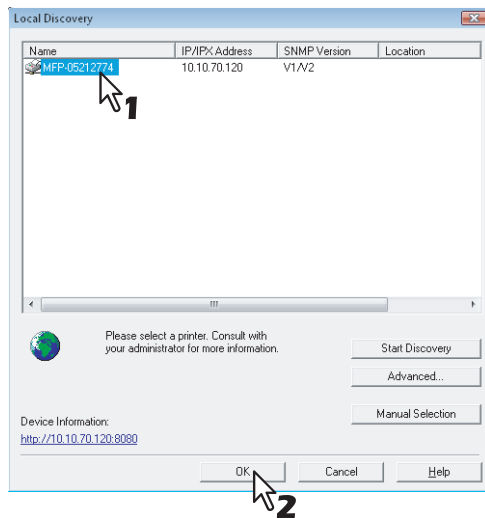 Local Discovery
Name IP/IPX Address SNMP Version Location
MFP-05212774 10.10.70.120 V1/V2
1
Please select a printer. Consult with
your administrator for more information.
Start Discovery
Advanced...
Manual Selection
Device Information:
http://10.10.70.120:8080
OK Cancel Help
2